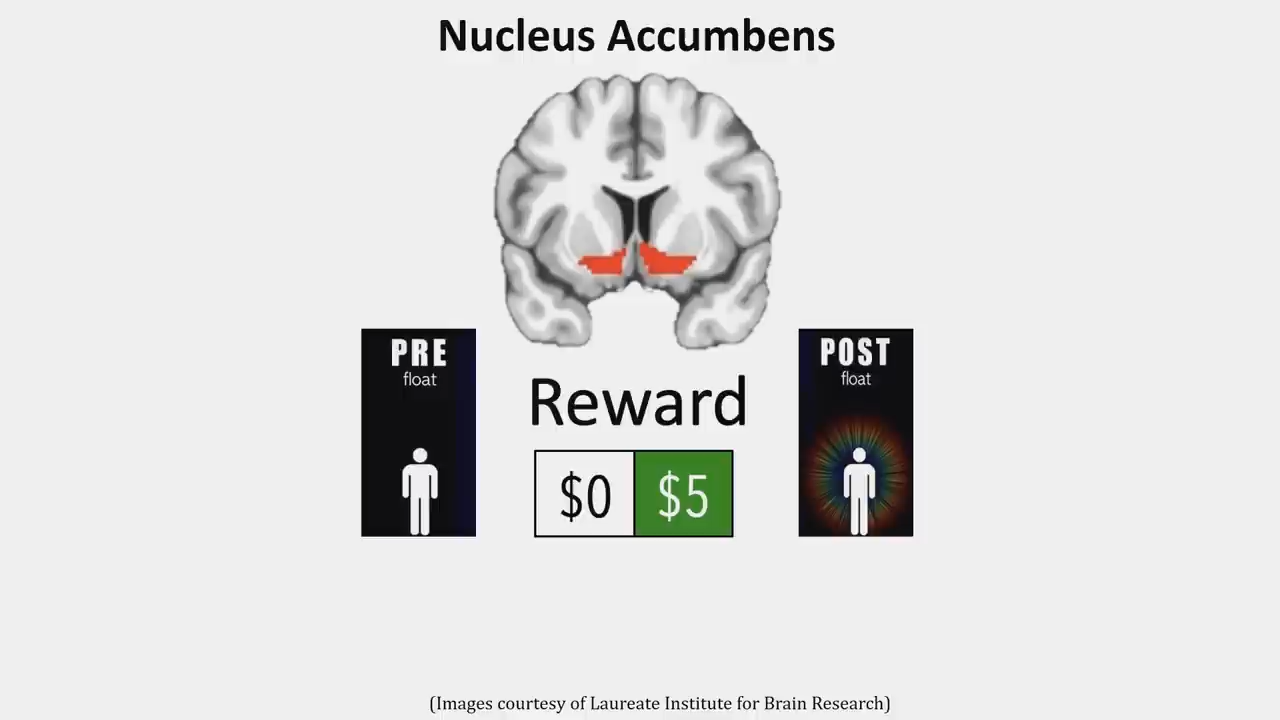 Nucleus Accumbens
PRE
float
Reward
$0 $5
POST
float
(Images courtesy of Laureate Institute for Brain Research)